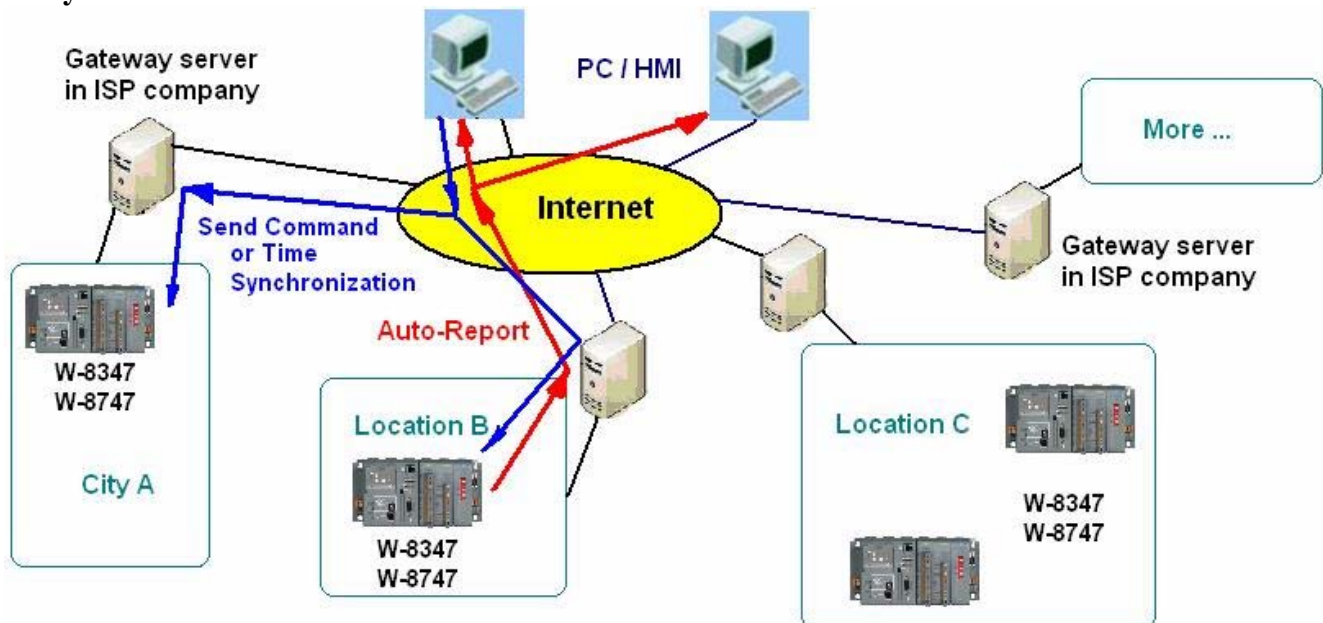 Gateway server
in ISP company
PC / HMI
More ...
Internet
Send Command
or Time
Synchronization
Gateway server
in ISP company
Auto-Report
W-8347
W-8747
City A
Location B
W-8347
W-8747
Location C
W-8347
W-8747